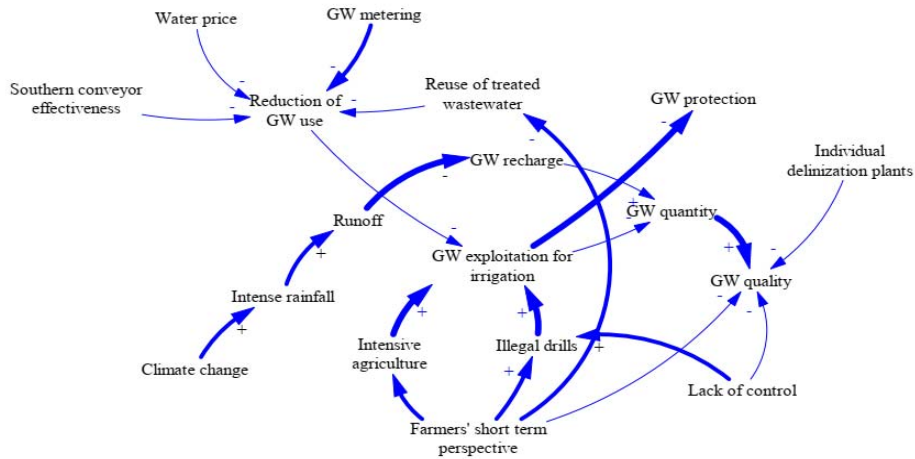 Water price
GW metering
Southern conveyor
effectiveness
-
-
-
Reduction of
GW use
-
Reuse of treated
wastewater
-
GW protection
-
GW recharge
-
Individual
delinization plants
-
Runoff
+
GW quantity
+
-
-
GW exploitation for
irrigation
+
+
GW quality
-
-
Intense rainfall
+
Climate change
Intensive
agriculture
Illegal drills
+
+
Lack of control
Farmers' short term
perspective